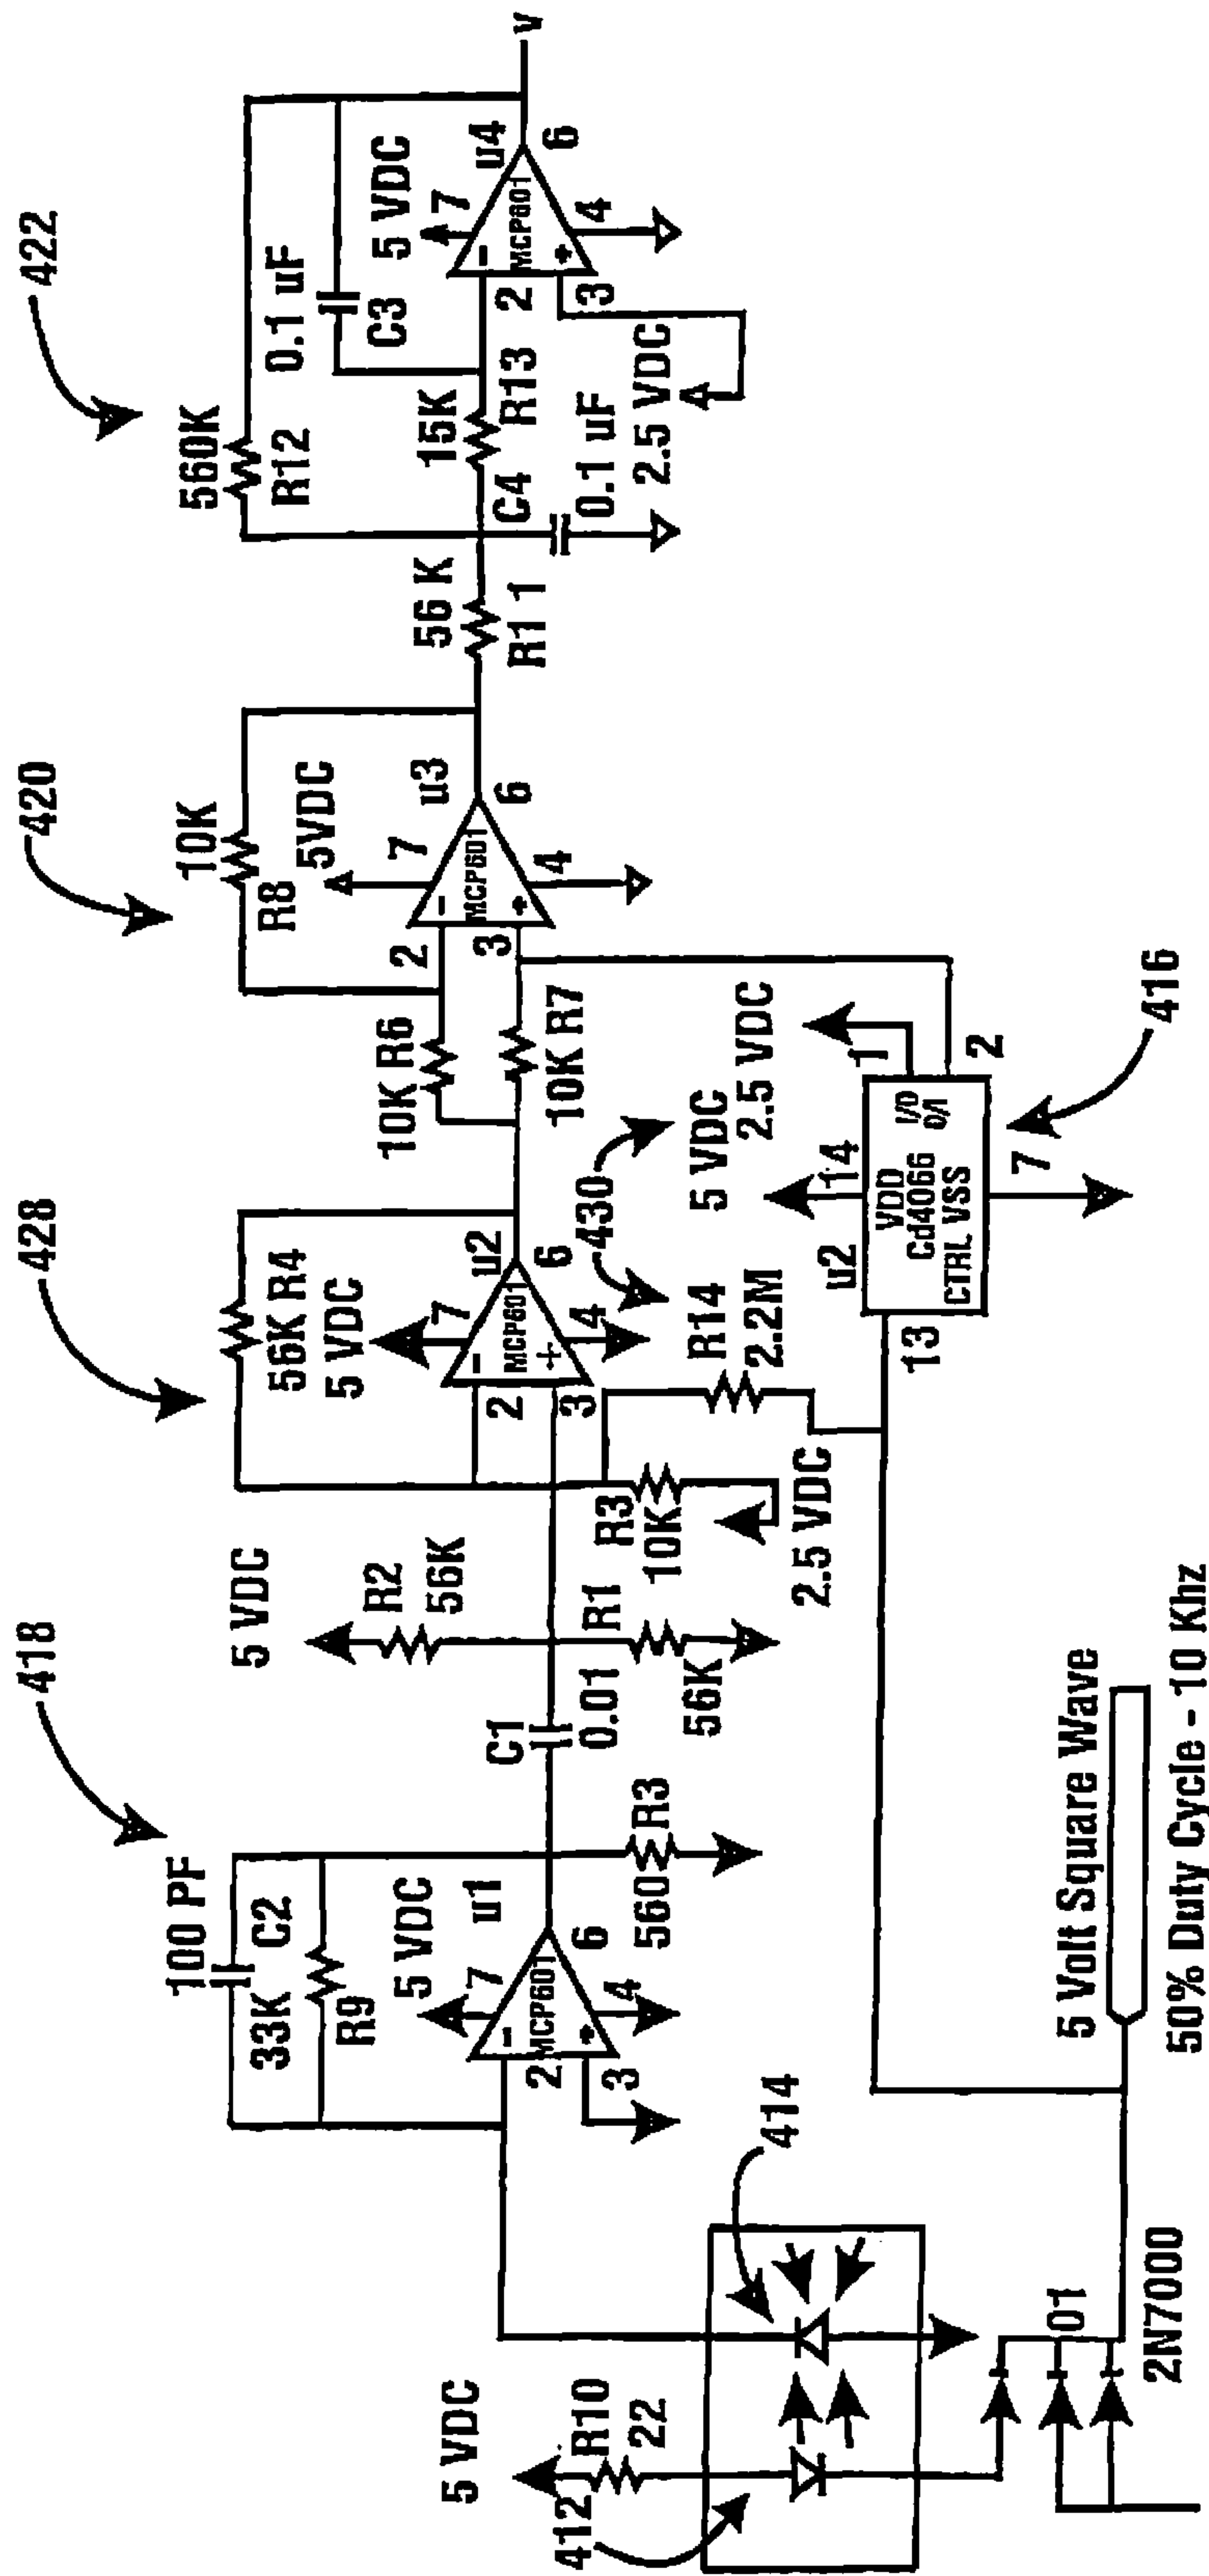 418
428
420
422
100 PF
33K C2
R9
5 VDC
7
u1
2
MCP601
-
+
3
6
4
560
R3
C1
0.01
5 VDC
R2
56K
R1
56K
56K R4
5 VDC
7
u2
2
MCP601
-
+
3
6
4
R3
10K
2.5 VDC
R14
2.2M
430
10K R6
10K R7
10K
R8
5VDC
7
u3
2
MCP601
-
+
3
6
4
56 K
R1 1
560K
R12
0.1 uF
C3
15K
R13
C4
0.1 uF
5 VDC
7
u4
2
MCP601
-
+
3
6
4
2.5 VDC
V
5 VDC
2.5 VDC
u2
14
VDD
Cd4066
CTRL VSS
I/O
O/I
1
2
13
7
416
5 VDC
R10
22
412
414
01
2N7000
5 Volt Square Wave
50% Duty Cycle - 10 Khz